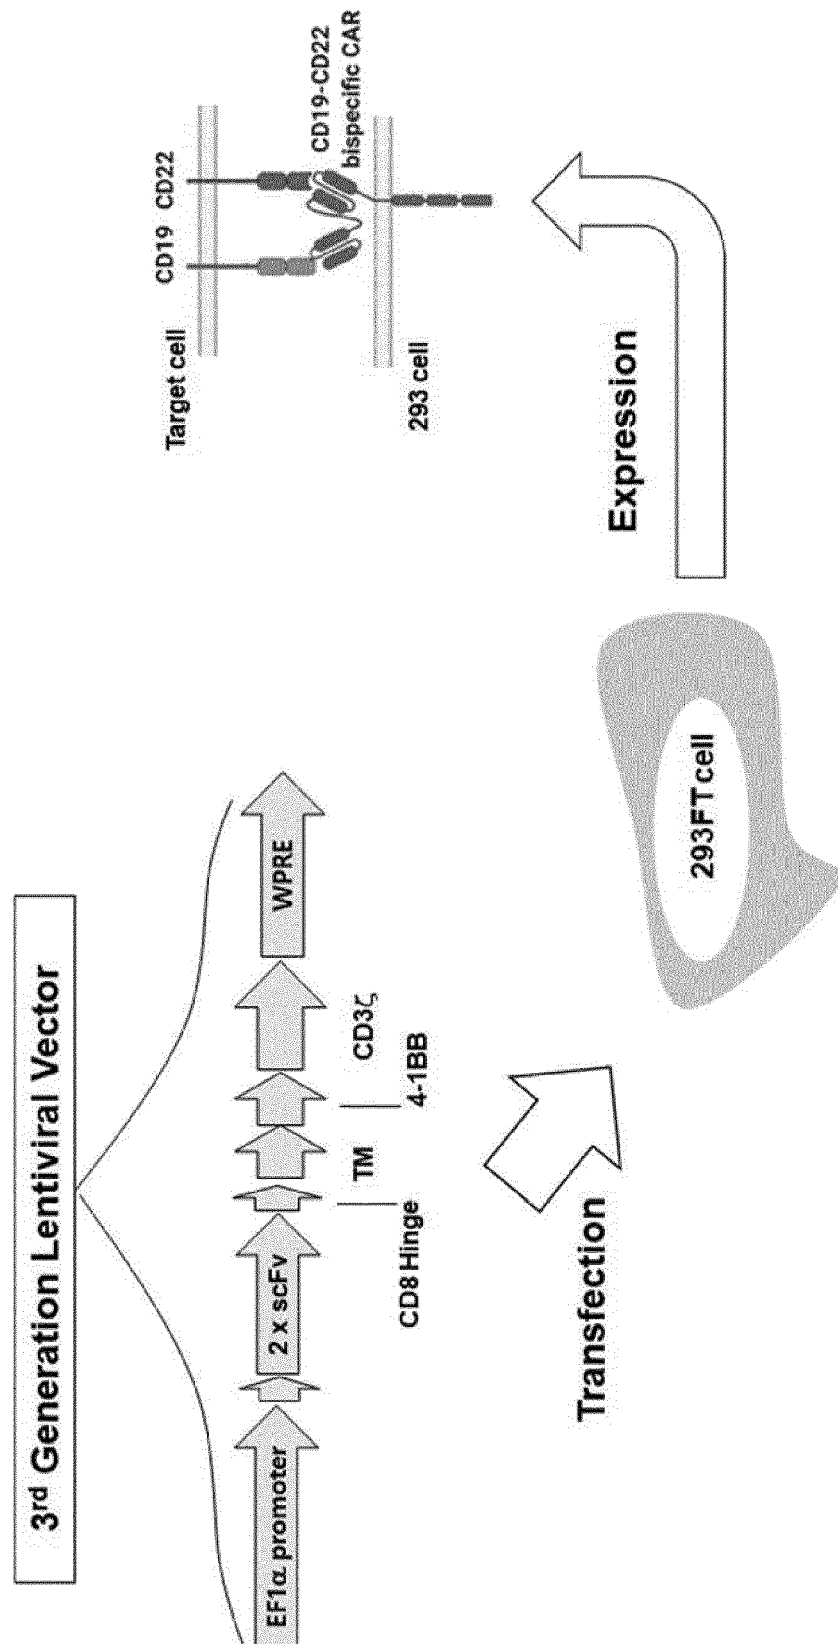 3rd Generation Lentiviral Vector
EF1α promoter
2 x scFv
WPRE
CD8 Hinge
TM
4-1BB
CD3ζ
Transfection
293FT cell
Expression
Target cell
CD19 CD22
CD19-CD22
bispecific CAR
293 cell